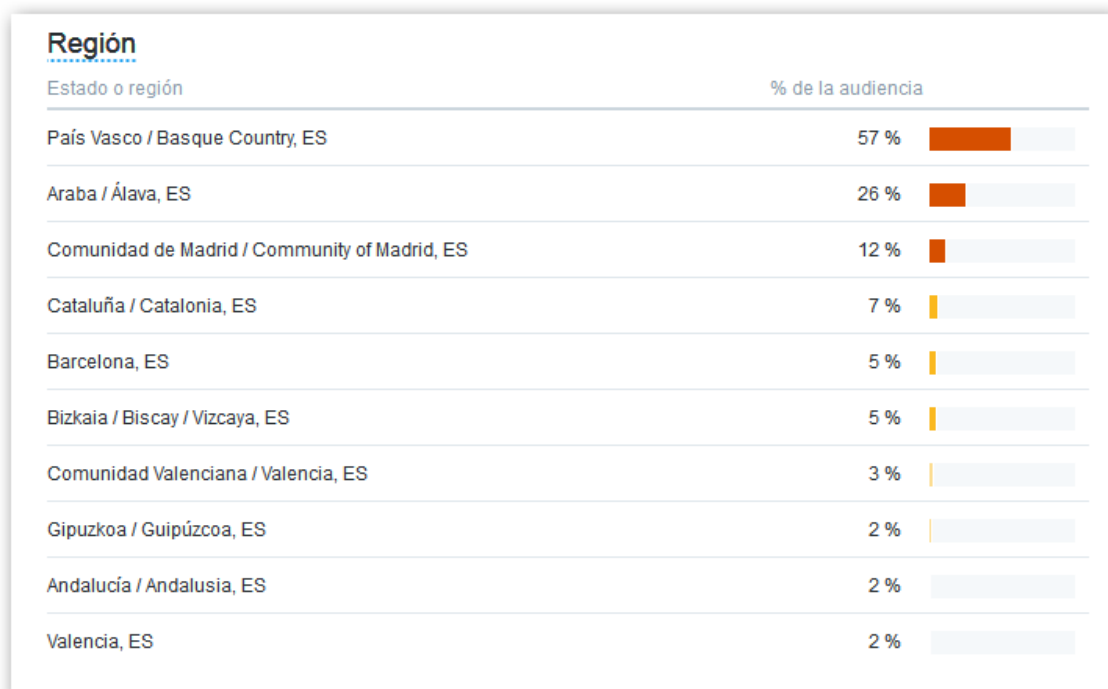 Región
Estado o región % de la audiencia
País Vasco / Basque Country, ES 57 %
Araba / Álava, ES 26 %
Comunidad de Madrid / Community of Madrid, ES 12 %
Cataluña / Catalonia, ES 7 %
Barcelona, ES 5 %
Bizkaia / Biscay / Vizcaya, ES 5 %
Comunidad Valenciana / Valencia, ES 3 %
Gipuzkoa / Guipúzcoa, ES 2 %
Andalucía / Andalusia, ES 2 %
Valencia, ES 2 %